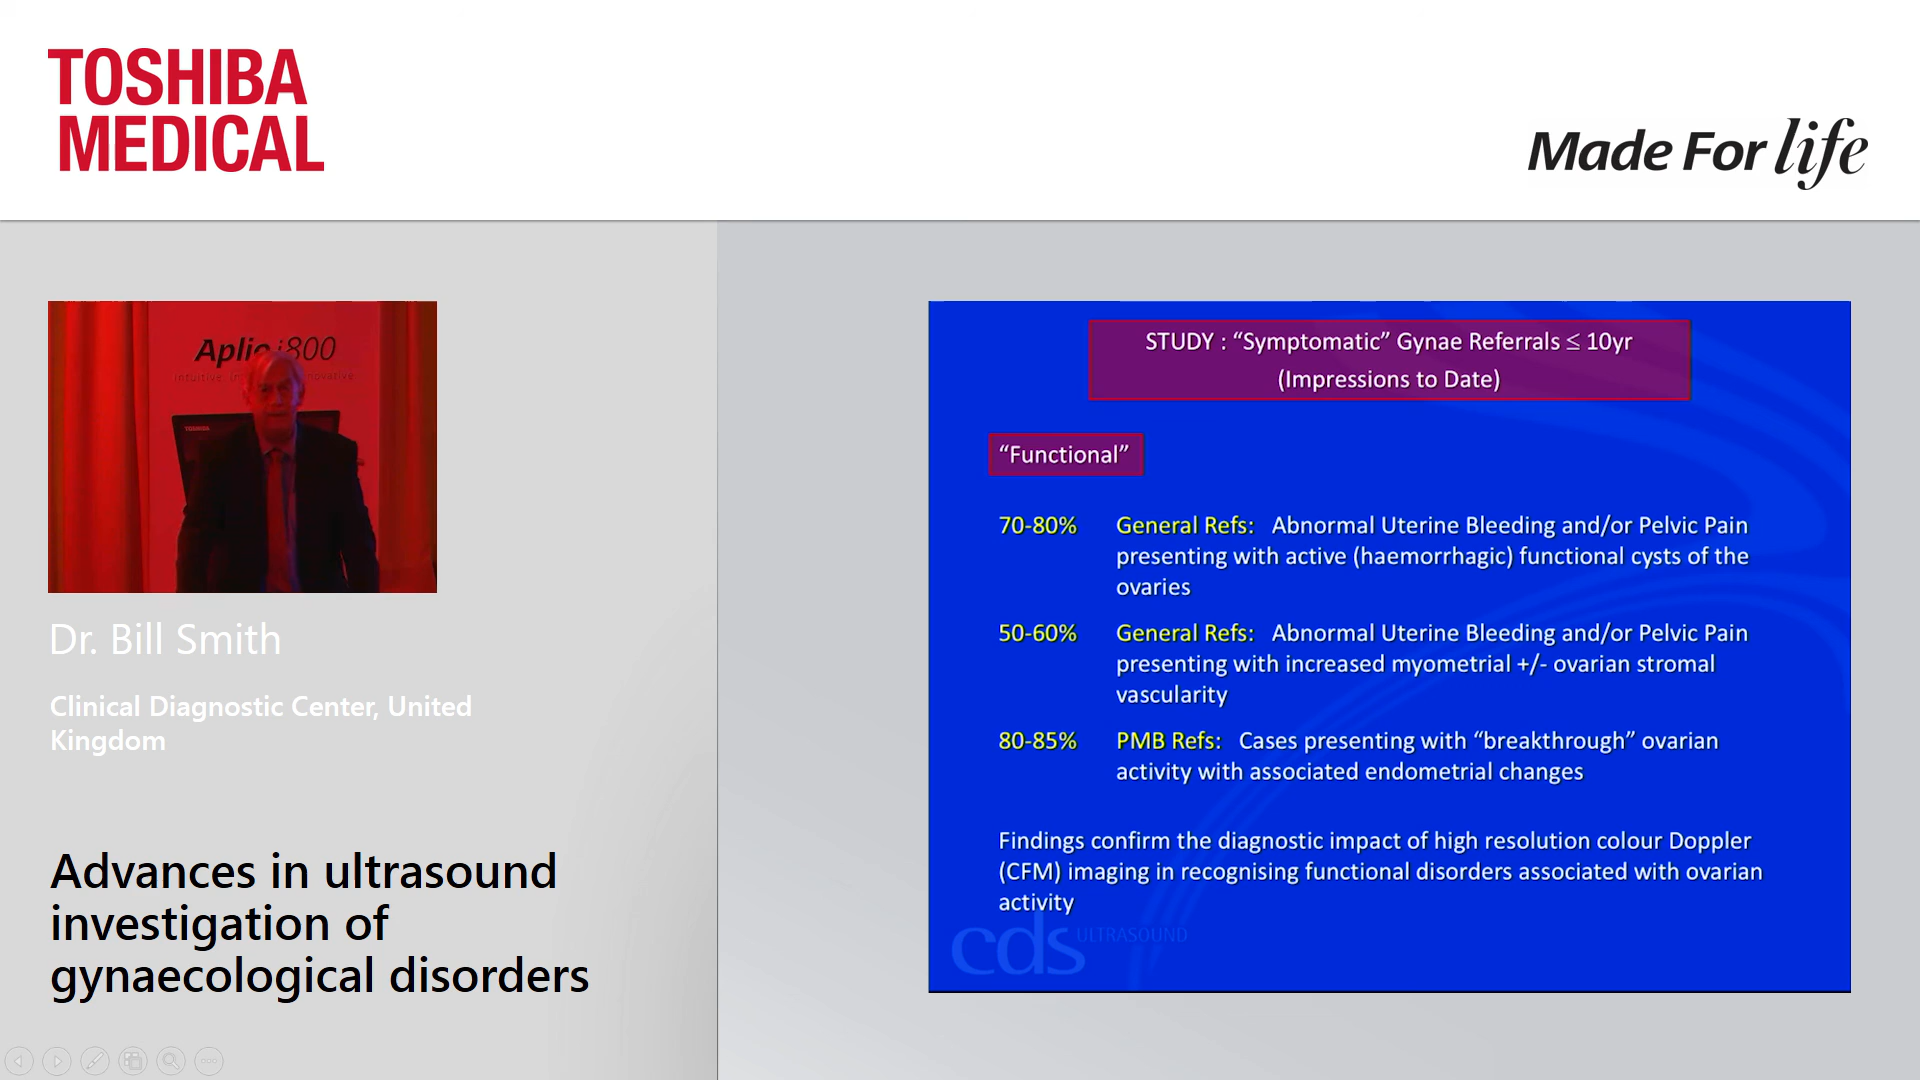 TOSHIBA
MEDICAL
Made For life
Aplio i800
TOSHIBA
Dr. Bill Smith
Clinical Diagnostic Center, United
Kingdom
Advances in ultrasound
investigation of
gynaecological disorders
STUDY : “Symptomatic” Gynae Referrals ≤ 10yr
(Impressions to Date)
“Functional”
70-80% General Refs: Abnormal Uterine Bleeding and/or Pelvic Pain
presenting with active (haemorrhagic) functional cysts of the
ovaries
50-60% General Refs: Abnormal Uterine Bleeding and/or Pelvic Pain
presenting with increased myometrial +/- ovarian stromal
vascularity
80-85% PMB Refs: Cases presenting with “breakthrough” ovarian
activity with associated endometrial changes
Findings confirm the diagnostic impact of high resolution colour Doppler
(CFM) imaging in recognising functional disorders associated with ovarian
activity
cds ULTRASOUND